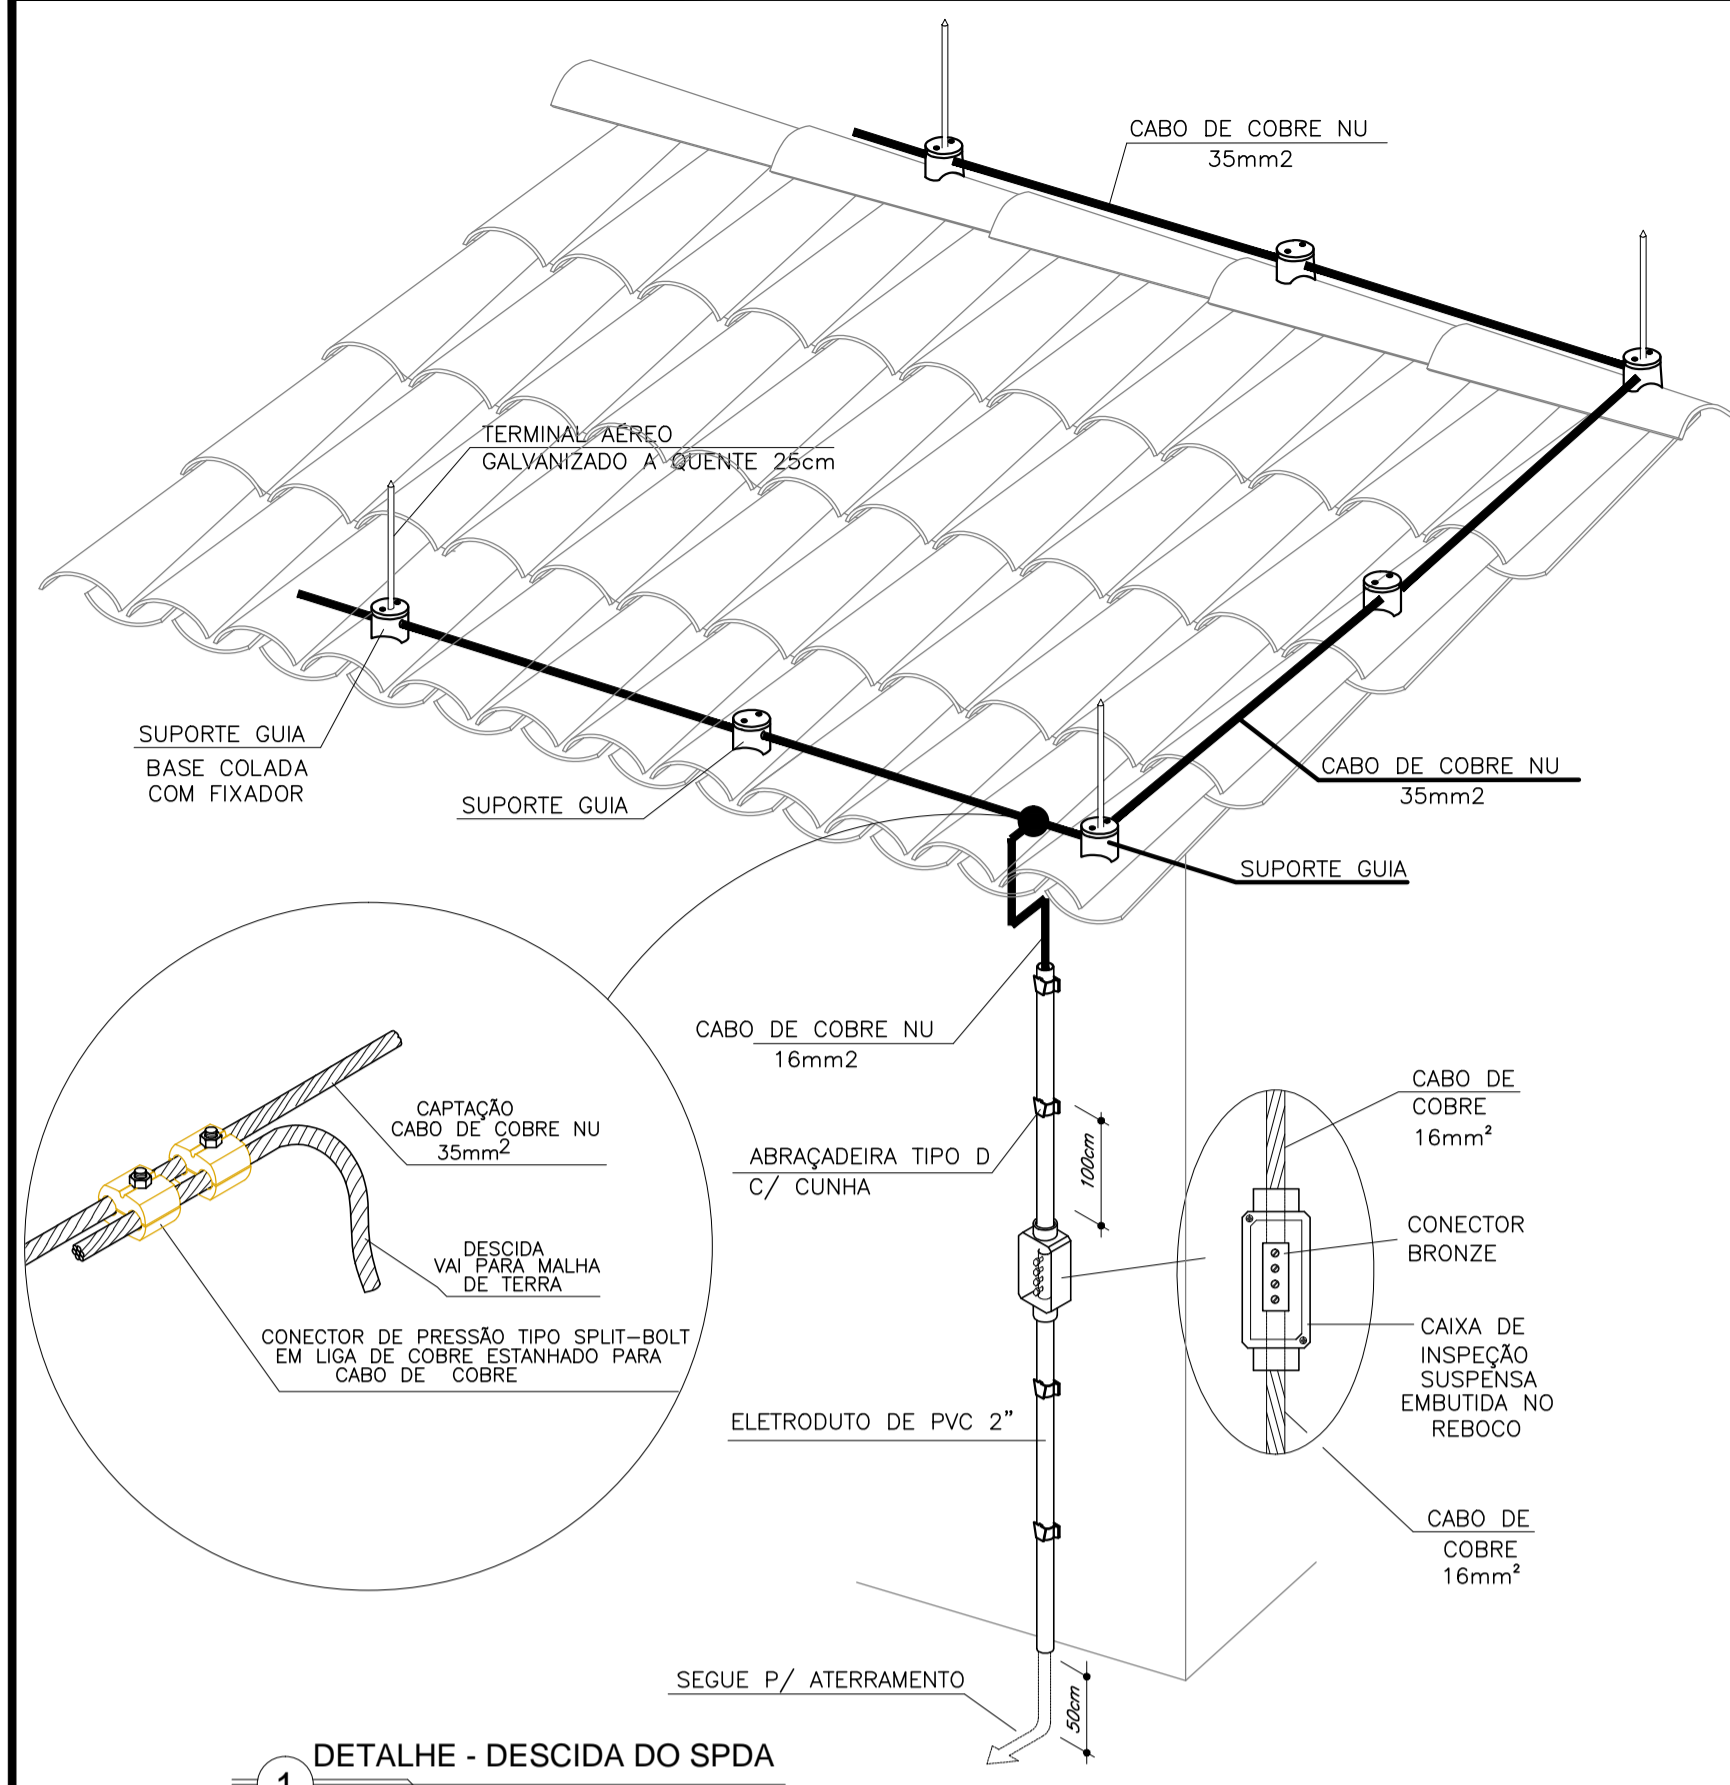 CABO DE COBRE NU
35mm2
TERMINAL AÉREO
GALVANIZADO A QUENTE 25cm
SUPORTE GUIA
BASE COLADA
COM FIXADOR
SUPORTE GUIA
CABO DE COBRE NU
35mm2
SUPORTE GUIA
CABO DE COBRE NU
16mm2
CAPTAÇÃO
CABO DE COBRE NU
35mm²
DESCIDA
VAI PARA MALHA
DE TERRA
CONECTOR DE PRESSÃO TIPO SPLIT-BOLT
EM LIGA DE COBRE ESTANHADO PARA
CABO DE COBRE
ABRAÇADEIRA TIPO D
C/ CUNHA
100cm
CABO DE
COBRE
16mm²
CONECTOR
BRONZE
CAIXA DE
INSPEÇÃO
SUSPENSA
EMBUTIDA NO
REBOCO
ELETRODUTO DE PVC 2”
CABO DE
COBRE
16mm²
SEGUE P/ ATERRAMENTO
50cm
DETALHE - DESCIDA DO SPDA
1